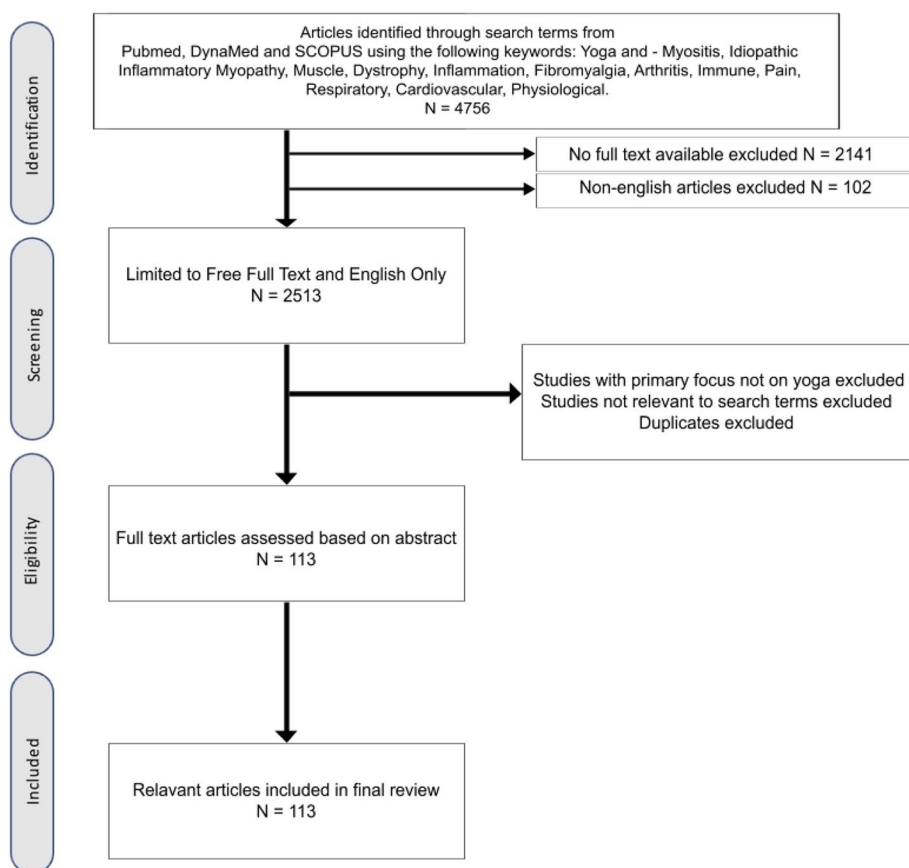 Articles identified through search terms from
Pubmed, DynaMed and SCOPUS using the following keywords: Yoga and - Myositis, Idiopathic
Inflammatory Myopathy, Muscle, Dystrophy, Inflammation, Fibromyalgia, Arthritis, Immune, Pain,
Respiratory, Cardiovascular, Physiological.
N = 4756
Identification
No full text available excluded N = 2141
Non-english articles excluded N = 102
Limited to Free Full Text and English Only
N = 2513
Screening
Studies with primary focus not on yoga excluded
Studies not relevant to search terms excluded
Duplicates excluded
Full text articles assessed based on abstract
N = 113
Eligibility
Relavant articles included in final review
N = 113
Included